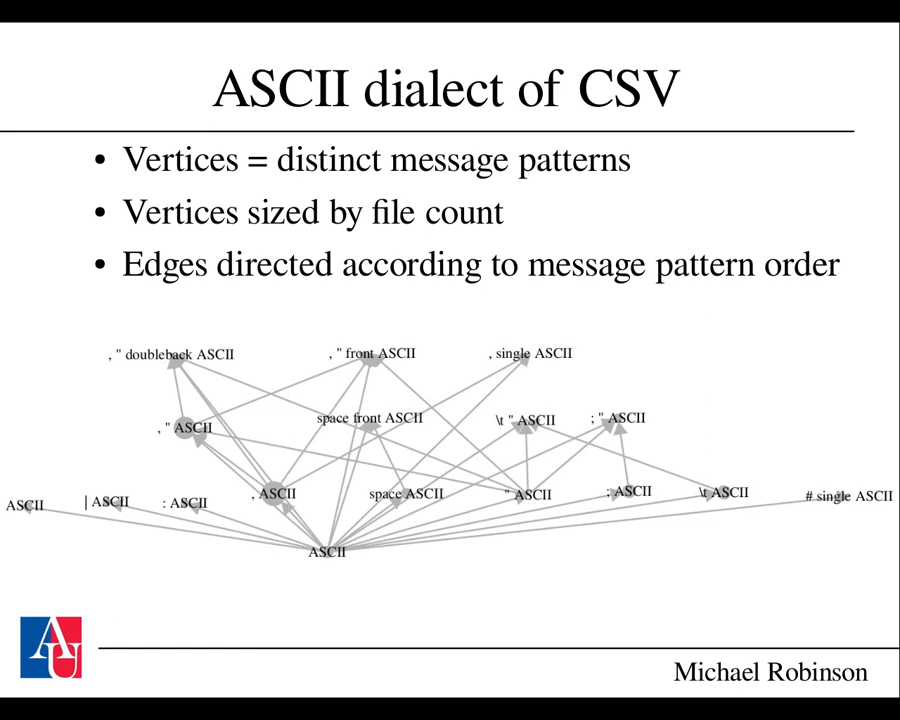 ASCII dialect of CSV
• Vertices = distinct message patterns
• Vertices sized by file count
• Edges directed according to message pattern order
, " doubleback ASCII
, " front ASCII
, single ASCII
, " ASCII
space front ASCII
\t " ASCII
; " ASCII
ASCII
| ASCII
: ASCII
, ASCII
space ASCII
" ASCII
; ASCII
\t ASCII
# single ASCII
ASCII
AU
Michael Robinson